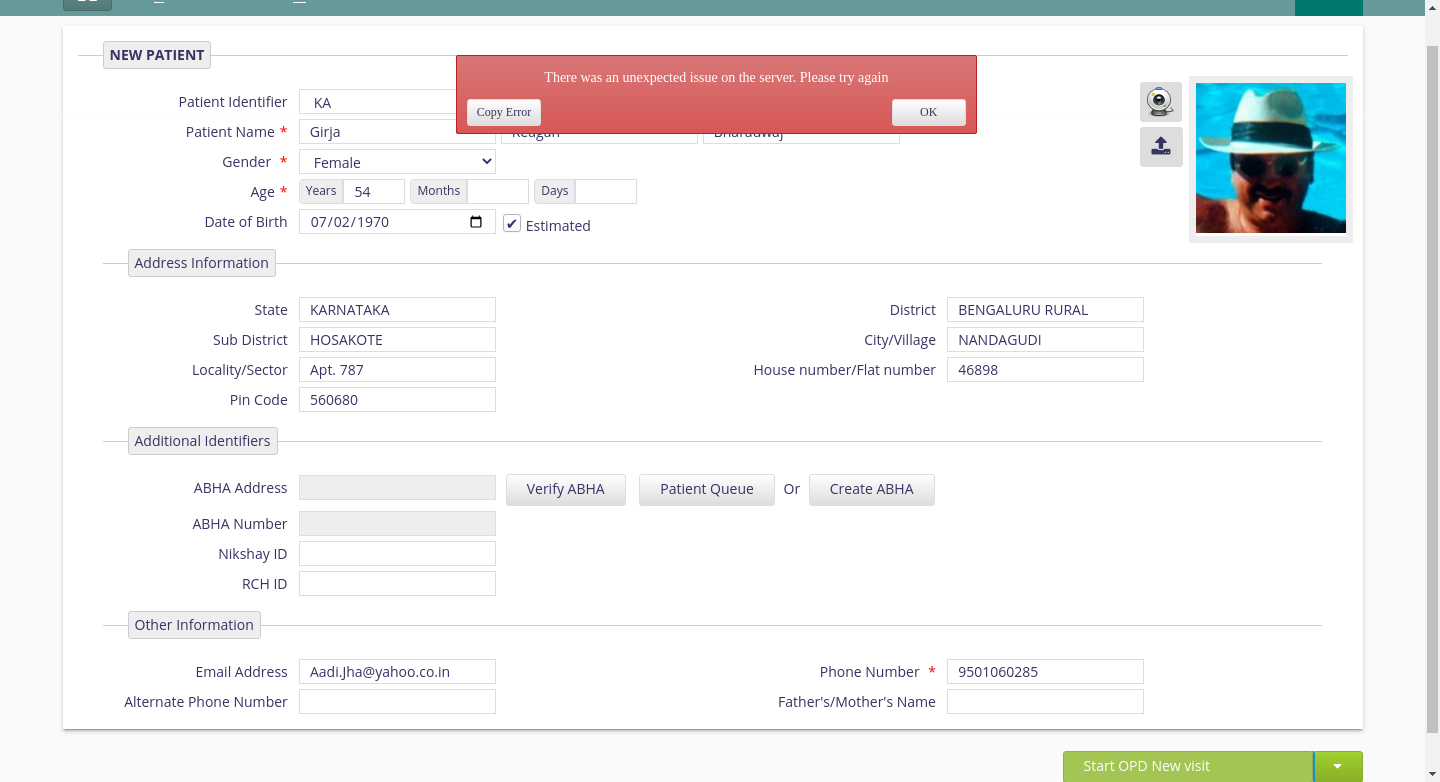 NEW PATIENT
There was an unexpected issue on the server. Please try again
Copy Error
OK
Patient Identifier KA
Patient Name * Girja Reagan Bharadwaj
Gender * Female
Age * Years 54 Months Days
Date of Birth 07/02/1970 ✔ Estimated
Address Information
State KARNATAKA District BENGALURU RURAL
Sub District HOSAKOTE City/Village NANDAGUDI
Locality/Sector Apt. 787 House number/Flat number 46898
Pin Code 560680
Additional Identifiers
ABHA Address Verify ABHA Patient Queue Or Create ABHA
ABHA Number
Nikshay ID
RCH ID
Other Information
Email Address Aadi.Jha@yahoo.co.in Phone Number * 9501060285
Alternate Phone Number Father's/Mother's Name
Start OPD New visit